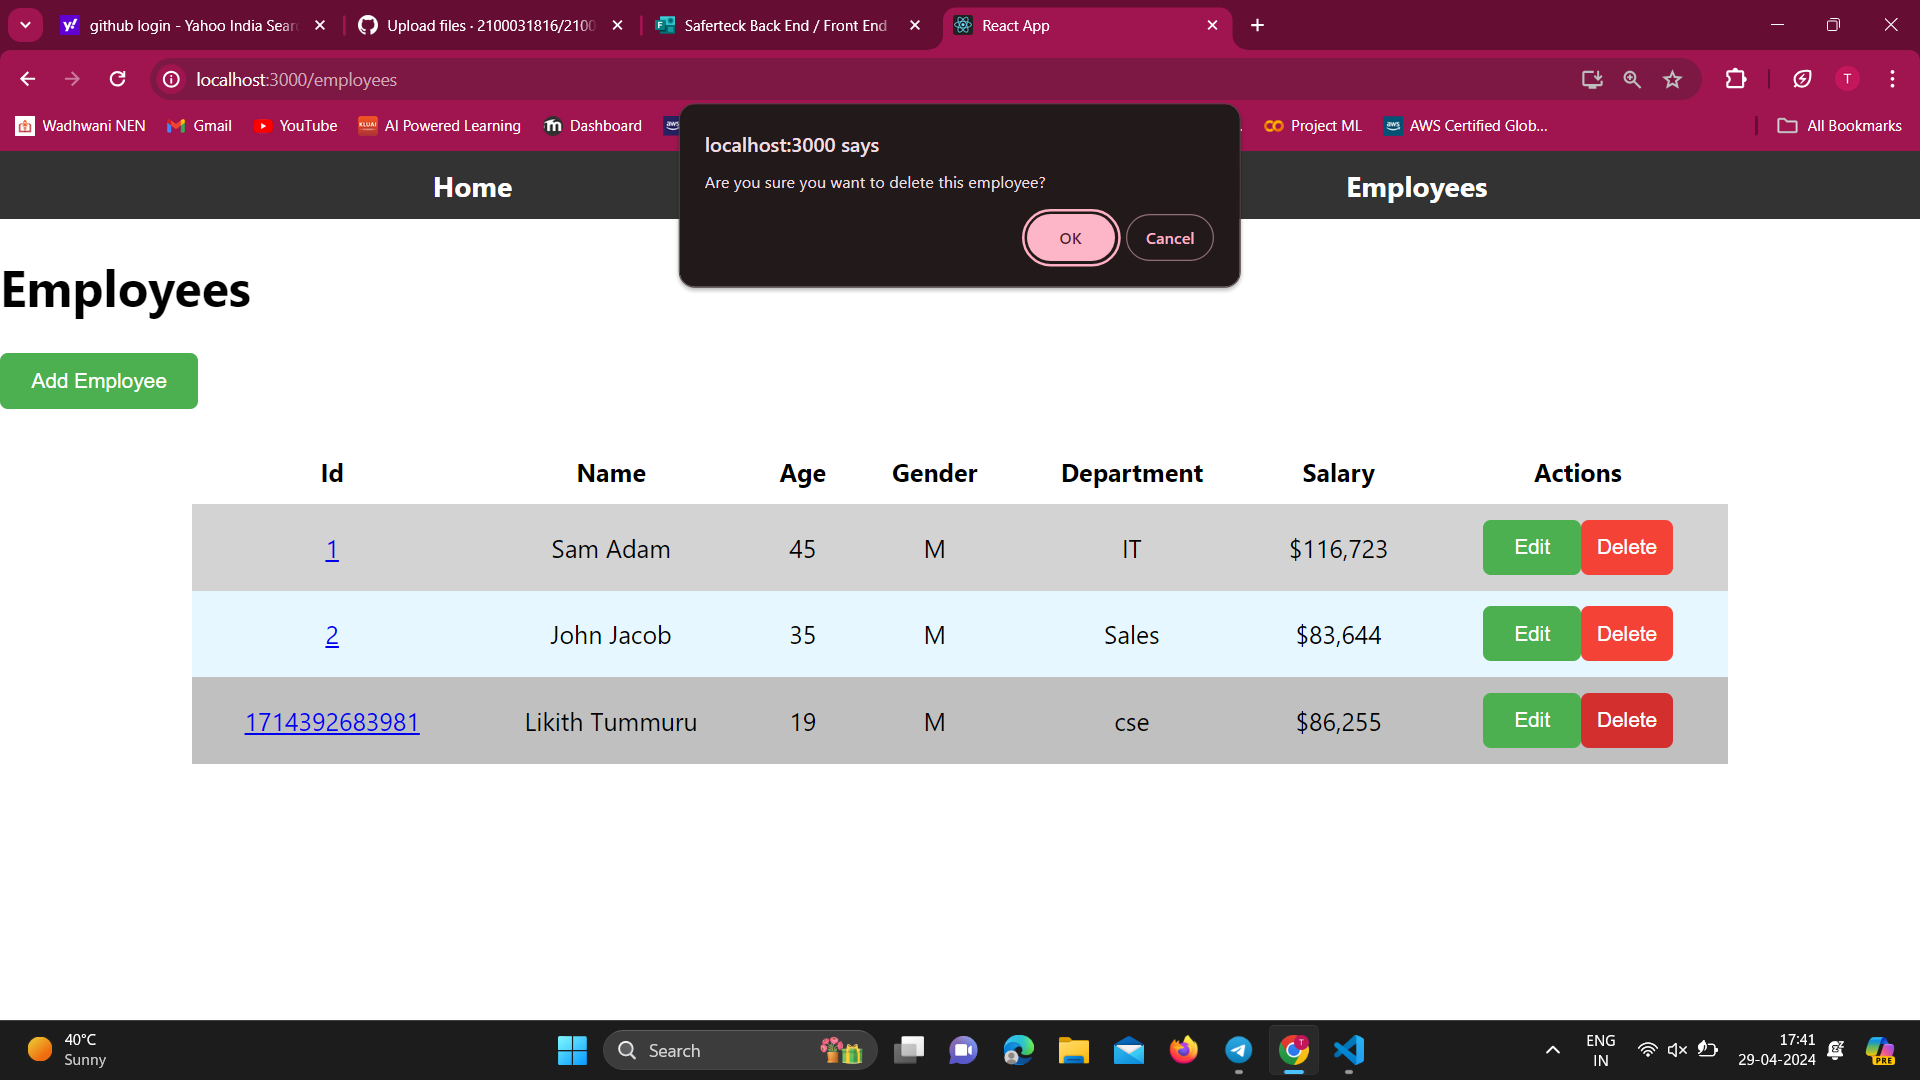 github login - Yahoo India Sear
Upload files · 2100031816/2100
Saferteck Back End / Front End
React App
localhost:3000/employees
T
Wadhwani NEN
Gmail
KLUAI
AI Powered Learning
Dashboard
aws
Project ML
aws
AWS Certified Glob...
All Bookmarks
localhost:3000 says
Are you sure you want to delete this employee?
OK
Cancel
Home
Employees
Employees
Add Employee
Id Name Age Gender Department Salary Actions
1 Sam Adam 45 M IT $116,723 Edit Delete
2 John Jacob 35 M Sales $83,644 Edit Delete
1714392683981 Likith Tummuru 19 M cse $86,255 Edit Delete
40°C
Sunny
Search
T
ENG
IN
17:41
29-04-2024
PRE